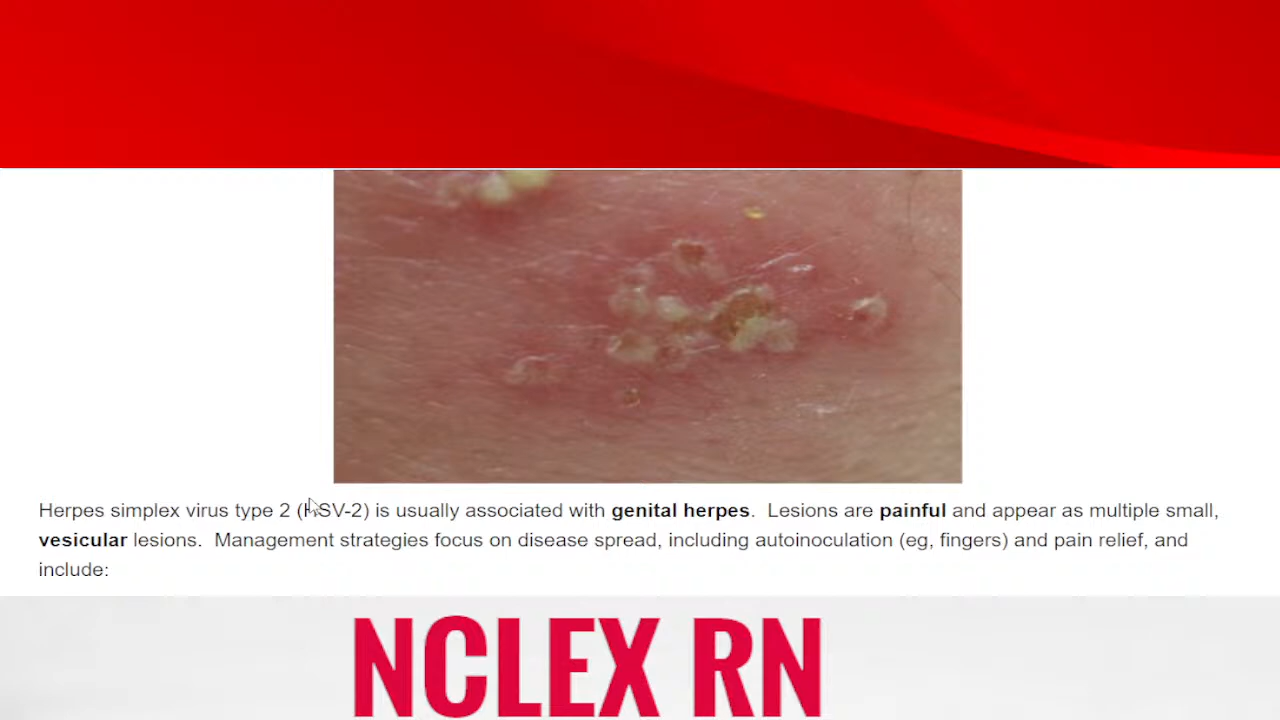 Herpes simplex virus type 2 (HSV-2) is usually associated with genital herpes. Lesions are painful and appear as multiple small,
vesicular lesions. Management strategies focus on disease spread, including autoinoculation (eg, fingers) and pain relief, and
include:
NCLEX RN